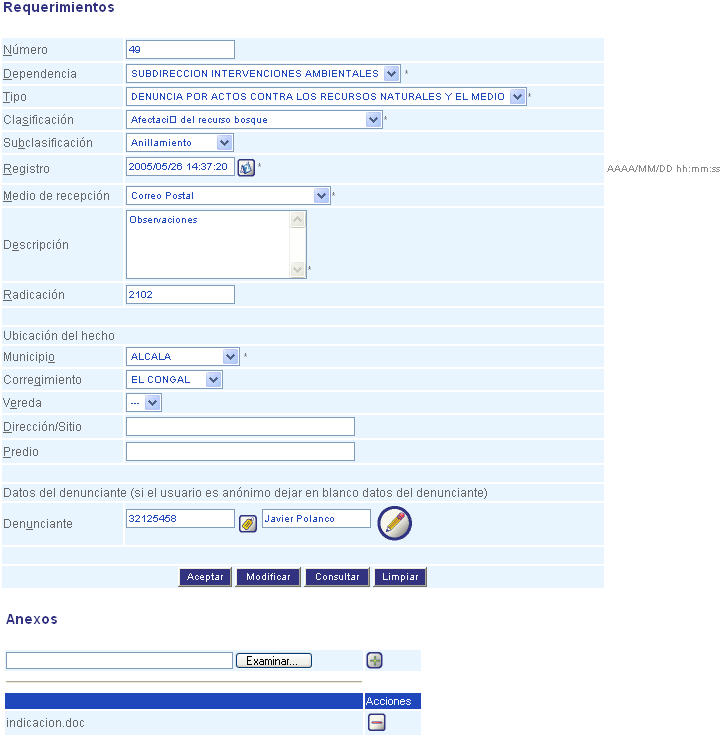 Requerimientos
Número 49
Dependencia SUBDIRECCION INTERVENCIONES AMBIENTALES *
Tipo DENUNCIA POR ACTOS CONTRA LOS RECURSOS NATURALES Y EL MEDIO *
Clasificación Afectaci▯ del recurso bosque *
Subclasificación Anillamiento
Registro 2005/05/26 14:37:20 * AAAA/MM/DD hh:mm:ss
Medio de recepción Correo Postal *
Descripción Observaciones *
Radicación 2102
Ubicación del hecho
Municipio ALCALA *
Corregimiento EL CONGAL
Vereda ---
Dirección/Sitio
Predio
Datos del denunciante (si el usuario es anónimo dejar en blanco datos del denunciante)
Denunciante 32125458 Javier Polanco
Aceptar Modificar Consultar Limpiar
Anexos
Examinar...
Acciones
indicacion.doc